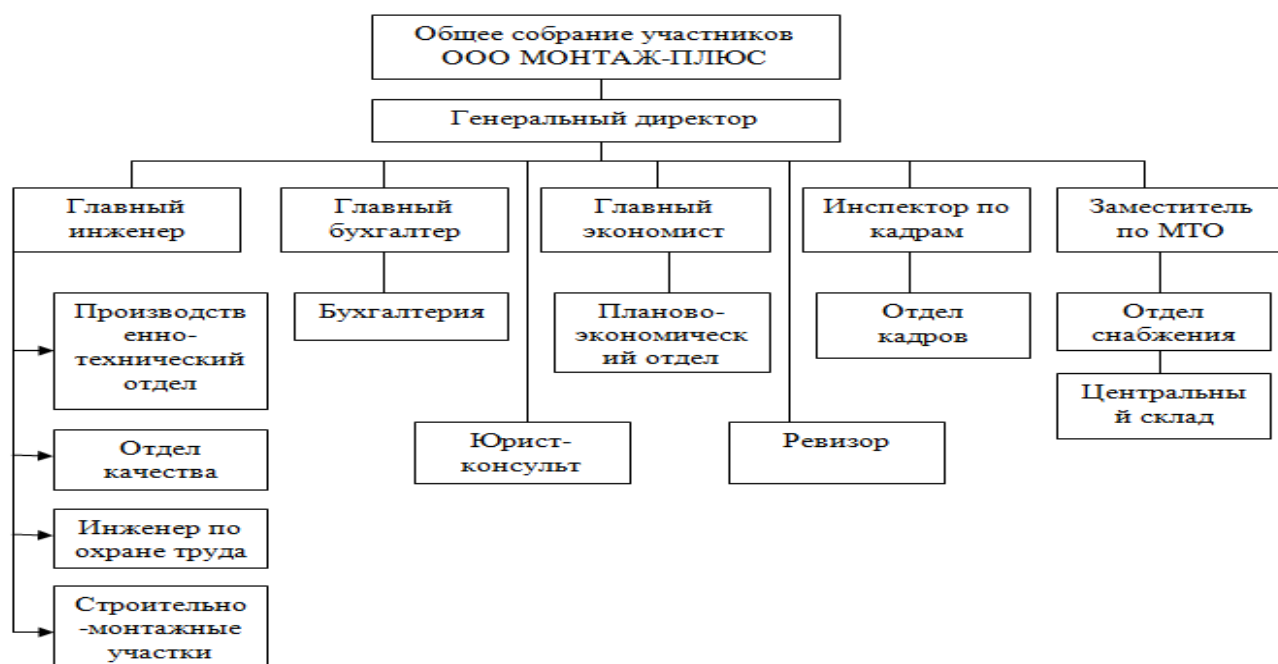 Общее собрание участников
ООО МОНТАЖ-ПЛЮС
Генеральный директор
Главный
инженер
Главный
бухгалтер
Главный
экономист
Инспектор по
кадрам
Заместитель
по МТО
Производств
енно-
технический
отдел
Бухгалтерия
Планово-
экономическ
ий отдел
Отдел
кадров
Отдел
снабжения
Центральны
й склад
Юрист-
консульт
Ревизор
Отдел
качества
Инженер по
охране труда
Строительно
-монтажные
участки